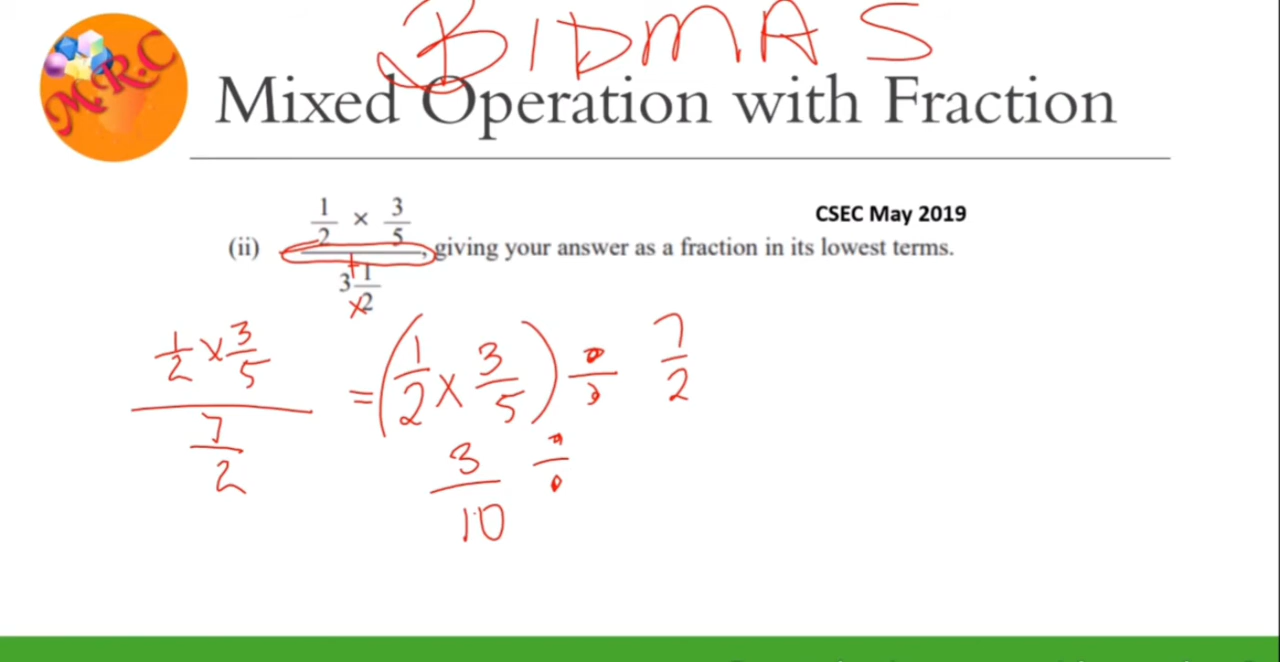 BIDMAS
M.R.C
Mixed Operation with Fraction
CSEC May 2019
(ii) (1/2 × 3/5) / (3 1/2), giving your answer as a fraction in its lowest terms.
+
×
(1/2 × 3/5) / (7/2) = (1/2 × 3/5) ÷ 7/2
3/10 ÷